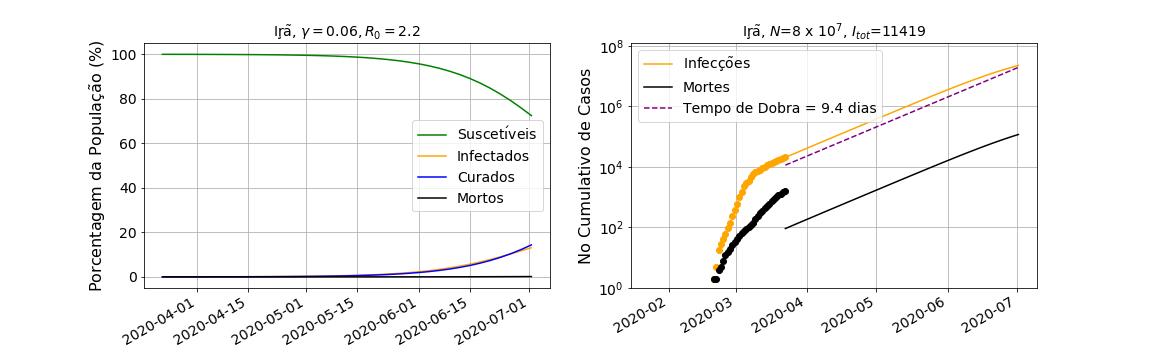 Irã, γ = 0.06, R₀ = 2.2
Porcentagem da População (%)
100
80
60
40
20
0
Suscetíveis
Infectados
Curados
Mortos
2020-04-01
2020-04-15
2020-05-01
2020-05-15
2020-06-01
2020-06-15
2020-07-01
Irã, N=8 x 10⁷, Iₜₒₜ=11419
No Cumulativo de Casos
10⁸
10⁶
10⁴
10²
10⁰
Infecções
Mortes
Tempo de Dobra = 9.4 dias
2020-02
2020-03
2020-04
2020-05
2020-06
2020-07